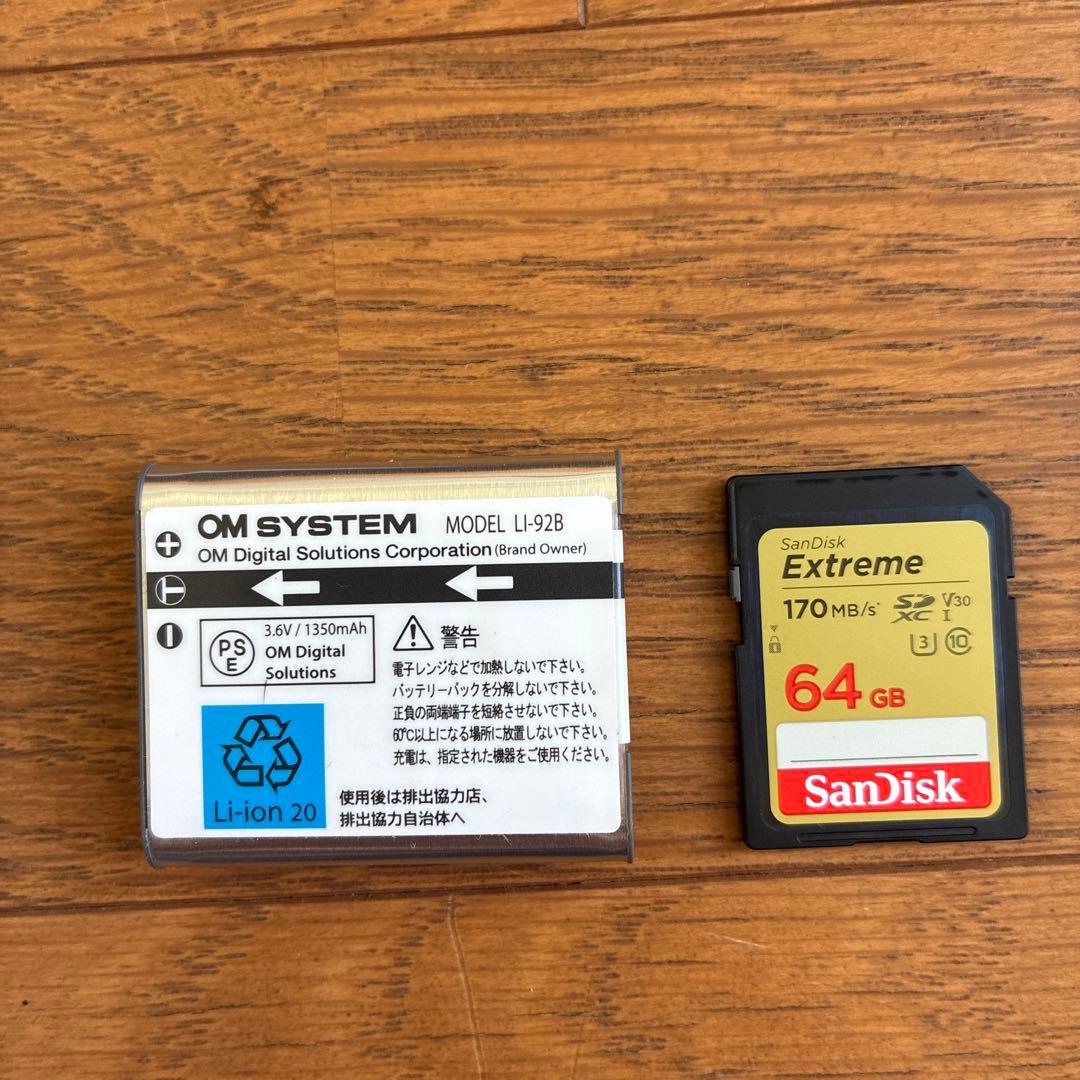 OM SYSTEM MODEL LI-92B
OM Digital Solutions Corporation (Brand Owner)
PS
E
3.6V / 1350mAh
OM Digital
Solutions
警告
電子レンジなどで加熱しないで下さい。
バッテリーパックを分解しないで下さい。
正負の両端端子を短絡させないで下さい。
60℃以上になる場所に放置しないで下さい。
充電は、指定された機器をご使用ください。
Li-ion 20
使用後は排出協力店、
排出協力自治体へ
SanDisk
Extreme
170 MB/s* SD XC V30 I
3 10
64 GB
SanDisk